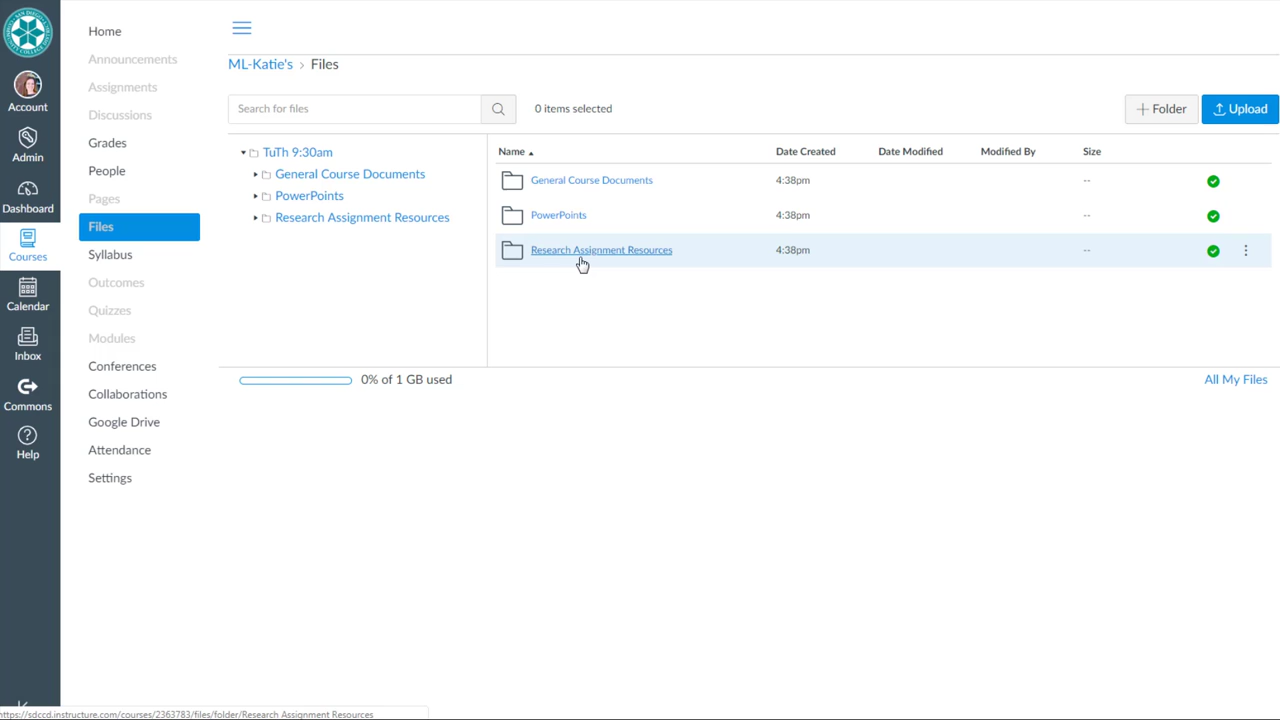 Home
Announcements
Assignments
Discussions
Grades
People
Pages
Files
Syllabus
Outcomes
Quizzes
Modules
Conferences
Collaborations
Google Drive
Attendance
Settings
Account
Admin
Dashboard
Courses
Calendar
Inbox
Commons
Help
ML-Katie's › Files
Search for files
0 items selected
+ Folder
Upload
TuTh 9:30am
General Course Documents
PowerPoints
Research Assignment Resources
Name Date Created Date Modified Modified By Size
General Course Documents 4:38pm --
PowerPoints 4:38pm --
Research Assignment Resources 4:38pm --
0% of 1 GB used
All My Files
https://sdccd.instructure.com/courses/2363783/files/folder/Research Assignment Resources